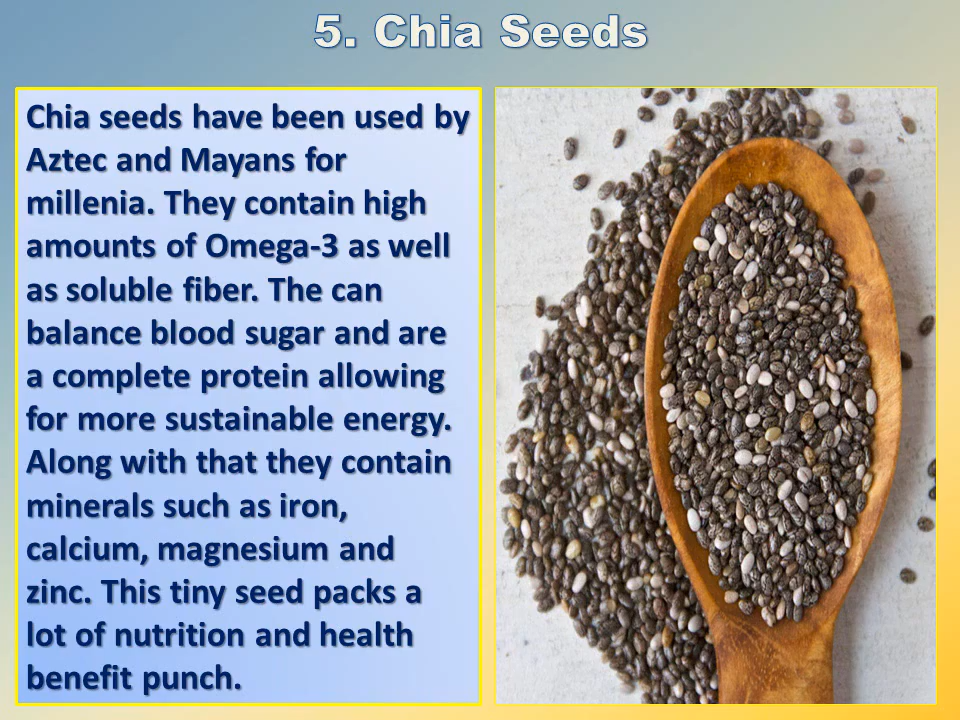 5. Chia Seeds
Chia seeds have been used by
Aztec and Mayans for
millenia. They contain high
amounts of Omega-3 as well
as soluble fiber. The can
balance blood sugar and are
a complete protein allowing
for more sustainable energy.
Along with that they contain
minerals such as iron,
calcium, magnesium and
zinc. This tiny seed packs a
lot of nutrition and health
benefit punch.